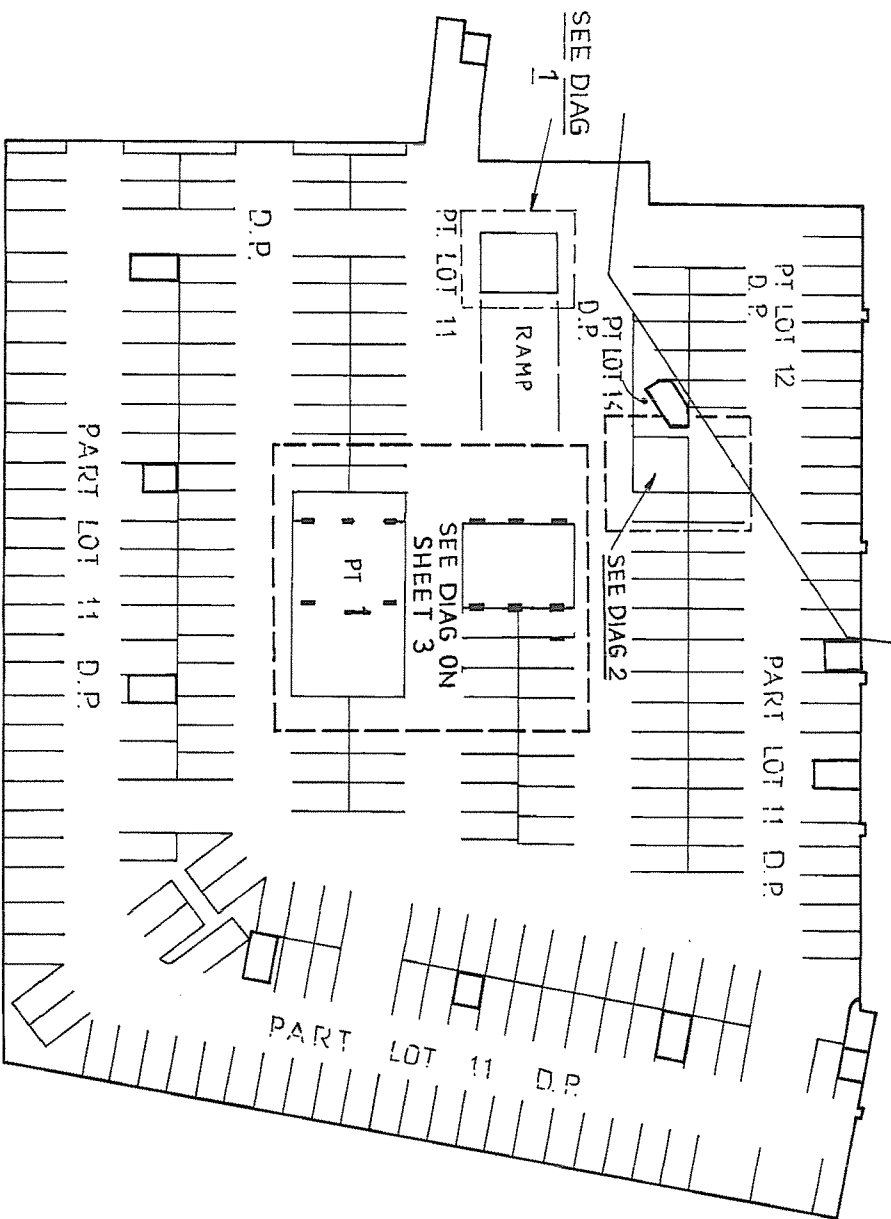 SEE DIAG
1
PT LOT 12
D.P.
PT LOT 14
D.P.
PT. LOT 11
D.P.
RAMP
SEE DIAG 2
SEE DIAG ON
SHEET 3
PT 1
PART LOT 11 D.P.
PART LOT 11 D.P.
PART LOT 11 D.P.